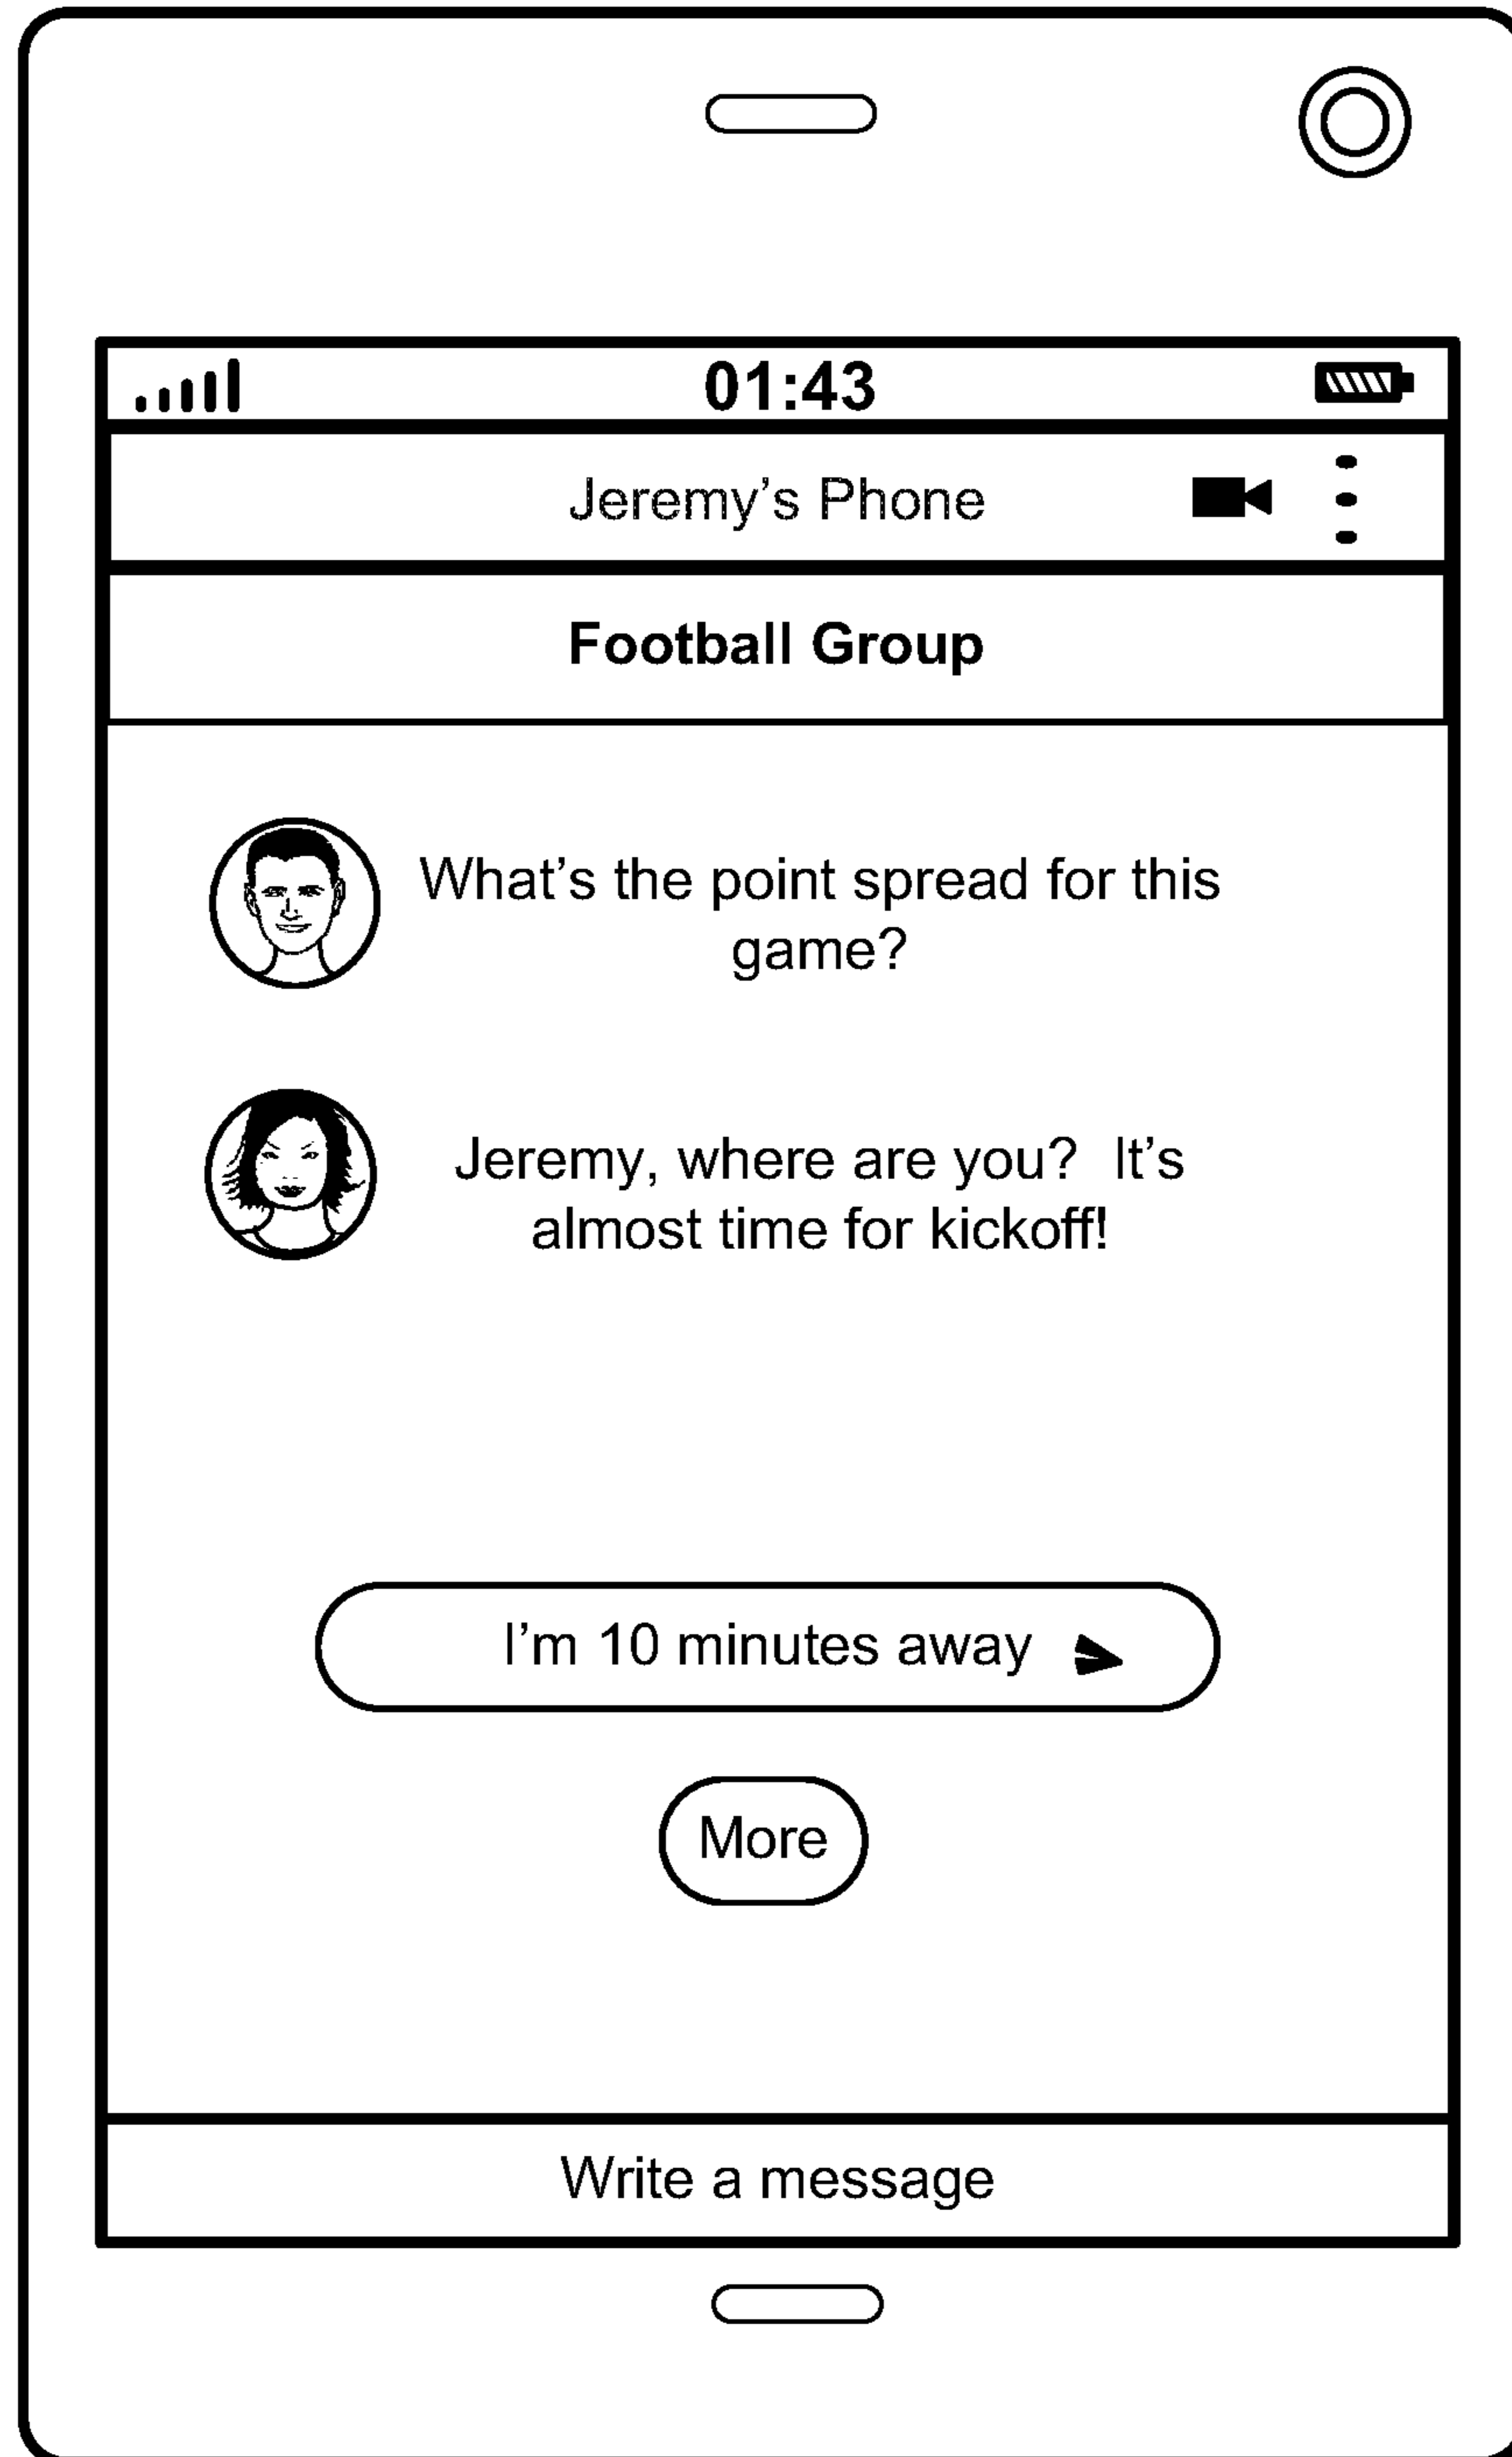 01:43
Jeremy’s Phone
Football Group
What’s the point spread for this
game?
Jeremy, where are you?  It’s
almost time for kickoff!
I’m 10 minutes away
More
Write a message